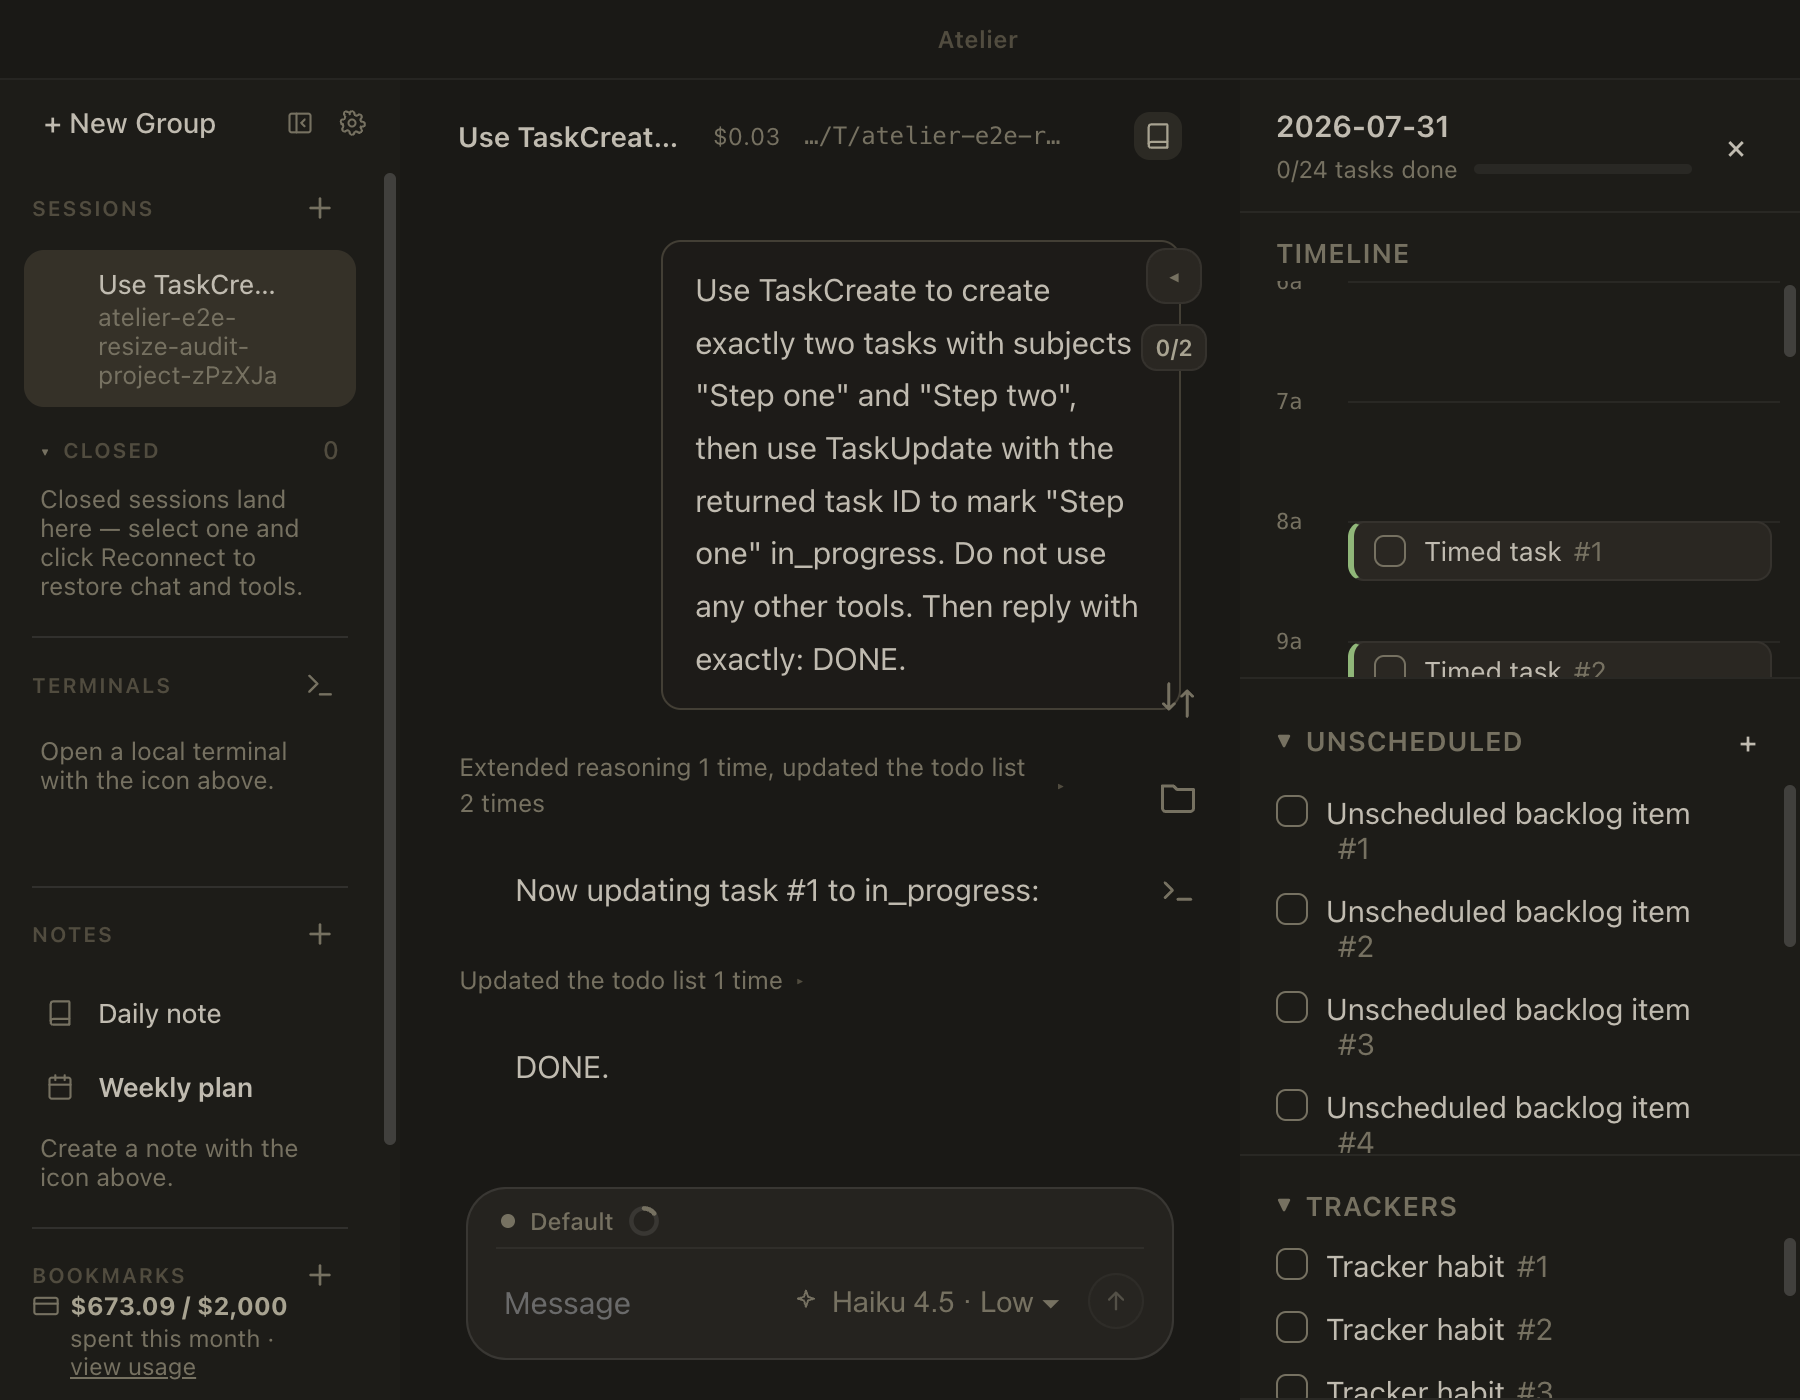 Atelier
+ New Group
SESSIONS
Use TaskCre...
atelier-e2e-
resize-audit-
project-zPzXJa
CLOSED 0
Closed sessions land
here — select one and
click Reconnect to
restore chat and tools.
TERMINALS
Open a local terminal
with the icon above.
NOTES
Daily note
Weekly plan
Create a note with the
icon above.
BOOKMARKS
$673.09 / $2,000
spent this month ·
view usage
Use TaskCreat... $0.03 …/T/atelier-e2e-r…
Use TaskCreate to create
exactly two tasks with subjects
"Step one" and "Step two",
then use TaskUpdate with the
returned task ID to mark "Step
one" in_progress. Do not use
any other tools. Then reply with
exactly: DONE.
0/2
Extended reasoning 1 time, updated the todo list
2 times
Now updating task #1 to in_progress:
Updated the todo list 1 time
DONE.
Default
Message Haiku 4.5 · Low
2026-07-31
0/24 tasks done
TIMELINE
6a
7a
8a Timed task #1
9a Timed task #2
UNSCHEDULED
Unscheduled backlog item
#1
Unscheduled backlog item
#2
Unscheduled backlog item
#3
Unscheduled backlog item
#4
TRACKERS
Tracker habit #1
Tracker habit #2
Tracker habit #3